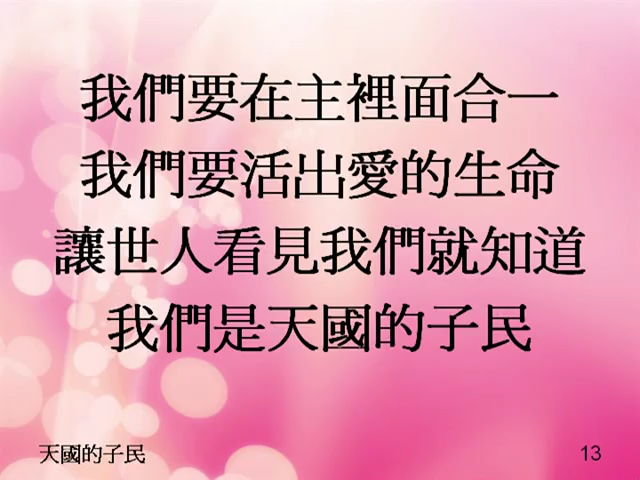 我們要在主裡面合一
我們要活出愛的生命
讓世人看見我們就知道
我們是天國的子民
天國的子民
13